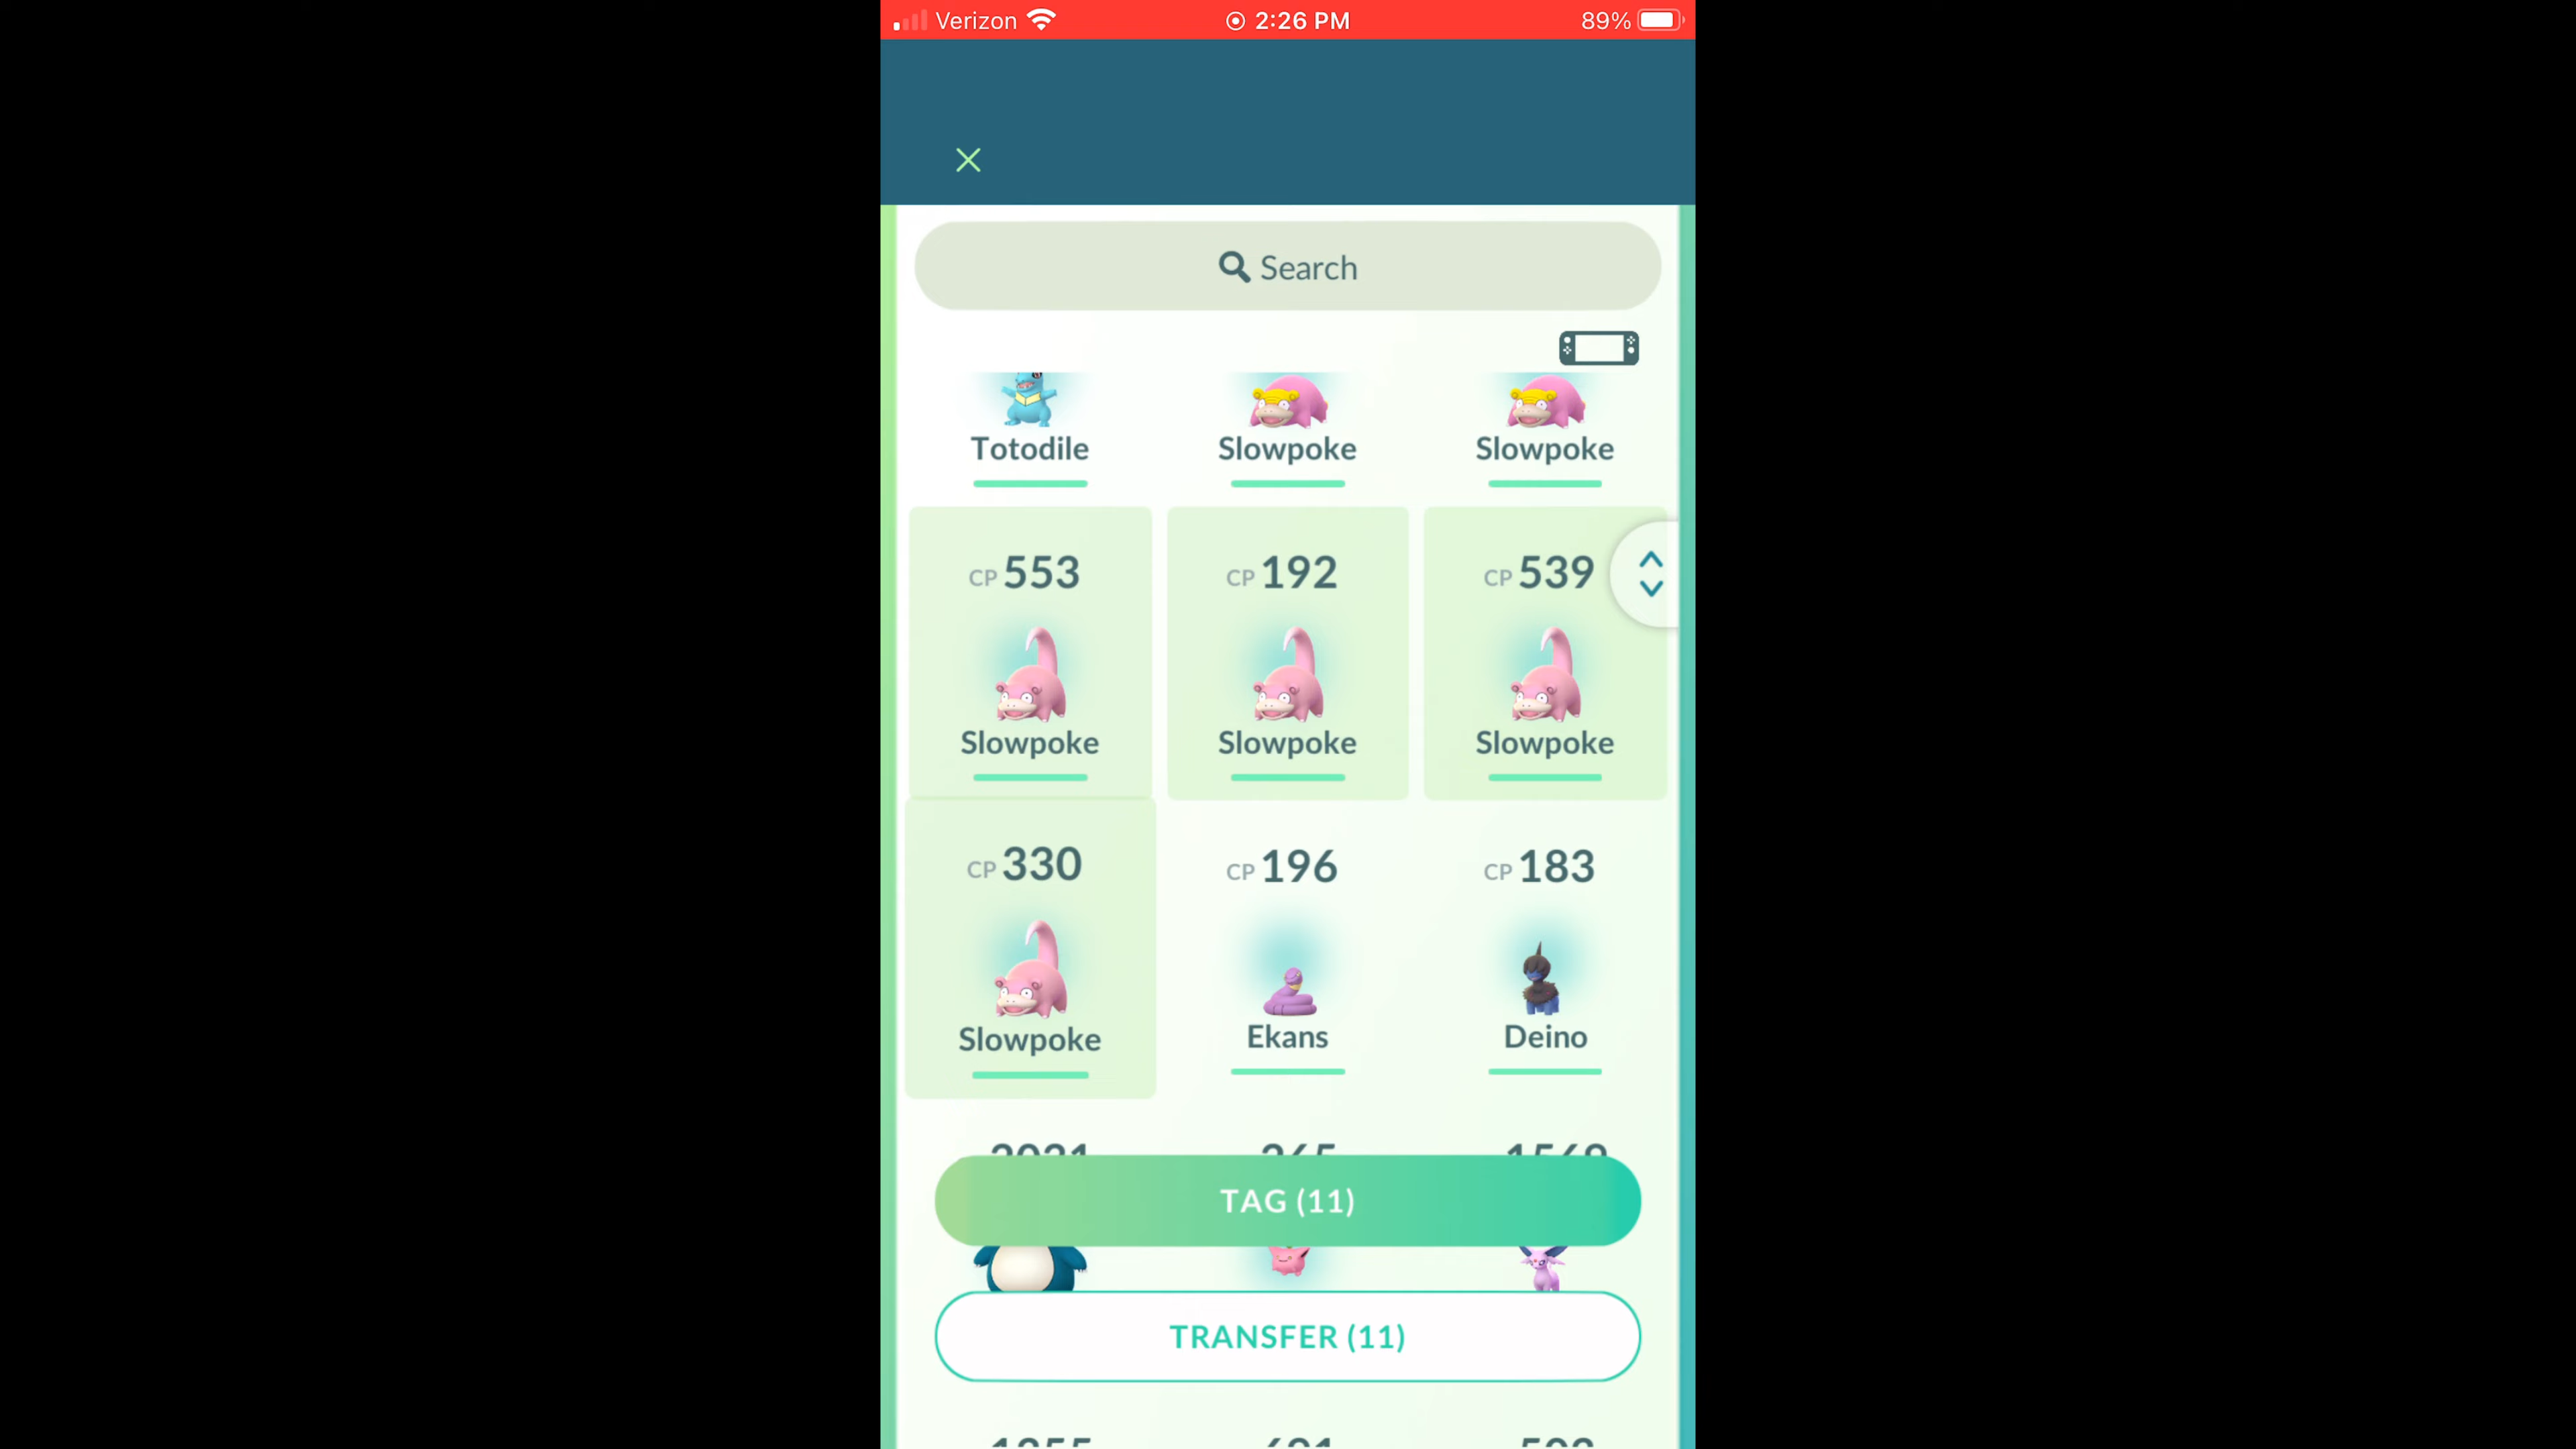 Verizon 2:26 PM 89%
Search
Totodile Slowpoke Slowpoke
CP 553 CP 192 CP 539
Slowpoke Slowpoke Slowpoke
CP 330 CP 196 CP 183
Slowpoke Ekans Deino
TAG (11)
TRANSFER (11)